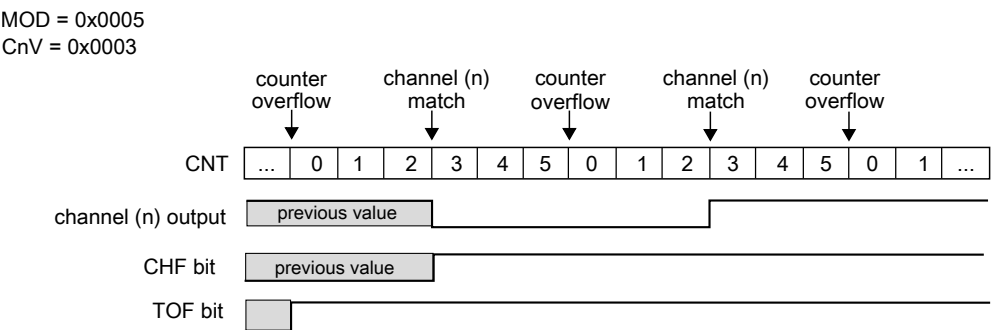 MOD = 0x0005
CnV = 0x0003
counter overflow
channel (n) match
counter overflow
channel (n) match
counter overflow
CNT ... 0 1 2 3 4 5 0 1 2 3 4 5 0 1 ...
channel (n) output previous value
CHF bit previous value
TOF bit